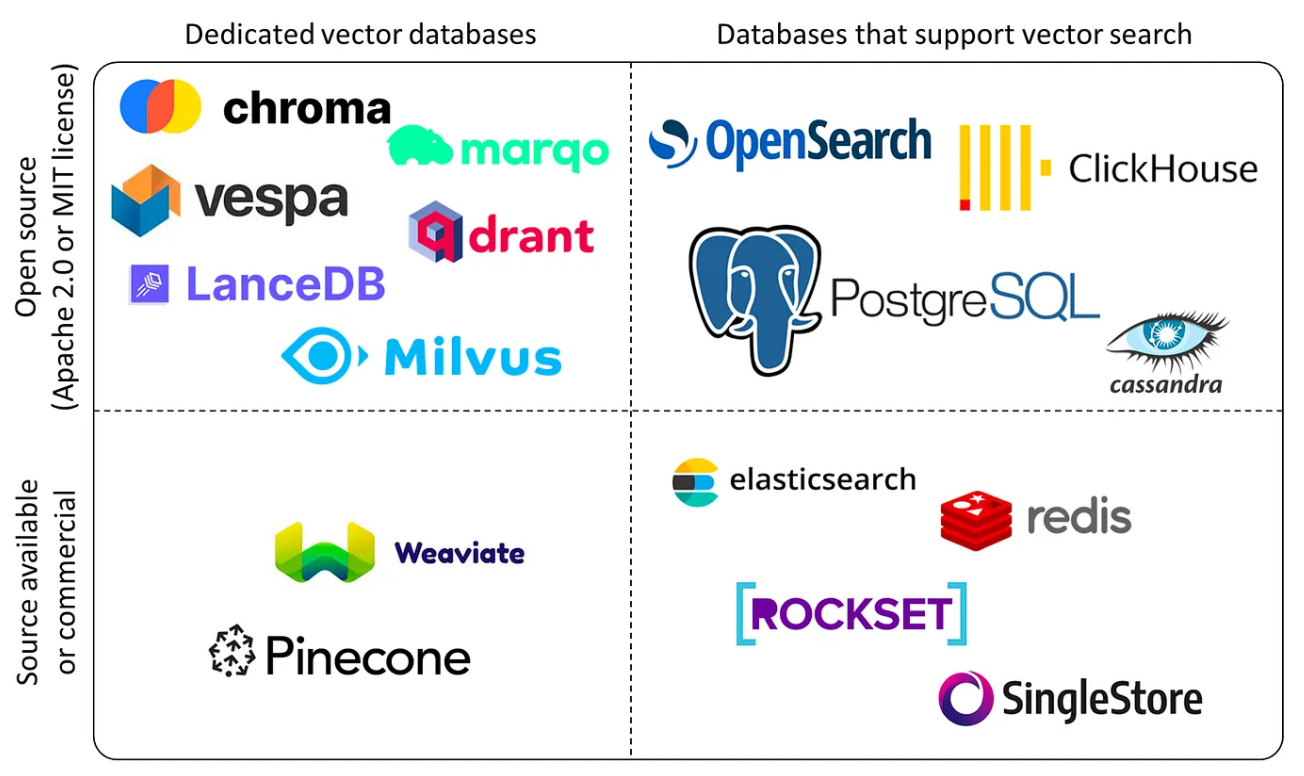 Dedicated vector databases
Databases that support vector search
Open source
(Apache 2.0 or MIT license)
chroma
marqo
vespa
qdrant
LanceDB
Milvus
OpenSearch
ClickHouse
PostgreSQL
cassandra
Source available
or commercial
Weaviate
Pinecone
elasticsearch
redis
[ROCKSET]
SingleStore